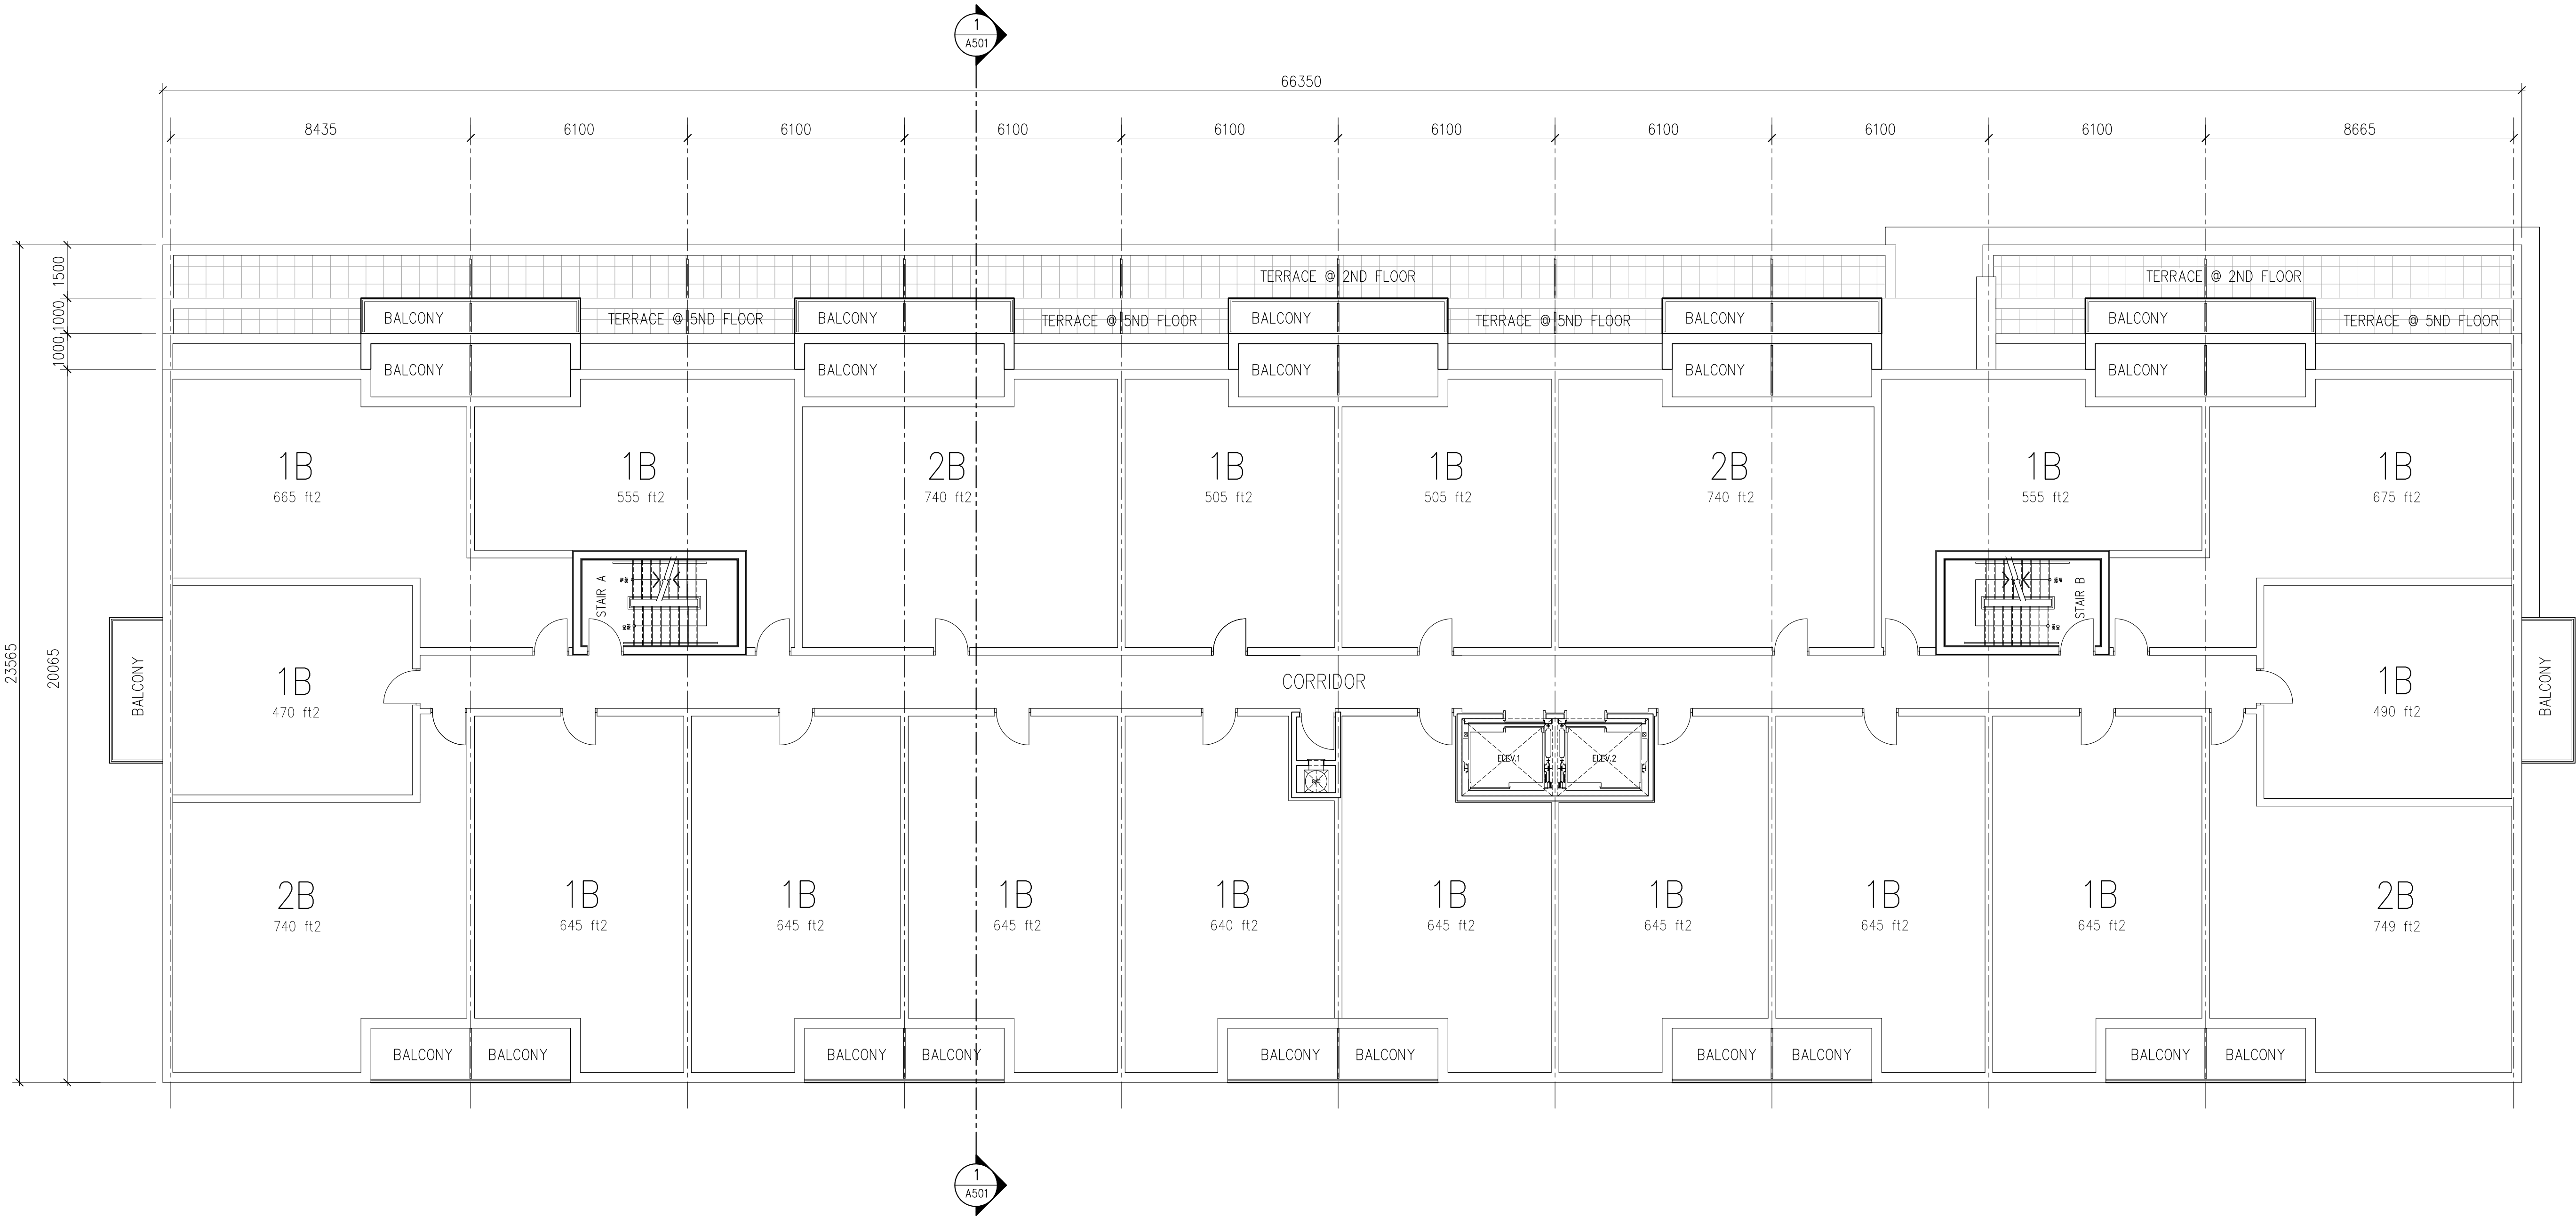 1
A501
66350
8435
6100
6100
6100
6100
6100
6100
6100
6100
8665
1500
1000
1000
23565
20065
TERRACE @ 2ND FLOOR
TERRACE @ 2ND FLOOR
BALCONY
TERRACE @ 5ND FLOOR
BALCONY
TERRACE @ 5ND FLOOR
BALCONY
TERRACE @ 5ND FLOOR
BALCONY
BALCONY
TERRACE @ 5ND FLOOR
BALCONY
BALCONY
BALCONY
BALCONY
BALCONY
1B
665 ft2
1B
555 ft2
2B
740 ft2
1B
505 ft2
1B
505 ft2
2B
740 ft2
1B
555 ft2
1B
675 ft2
STAIR A
STAIR B
BALCONY
1B
470 ft2
CORRIDOR
1B
490 ft2
BALCONY
ELEV.1
ELEV.2
2B
740 ft2
1B
645 ft2
1B
645 ft2
1B
645 ft2
1B
640 ft2
1B
645 ft2
1B
645 ft2
1B
645 ft2
1B
645 ft2
2B
749 ft2
BALCONY
BALCONY
BALCONY
BALCONY
BALCONY
BALCONY
BALCONY
BALCONY
BALCONY
BALCONY
1
A501